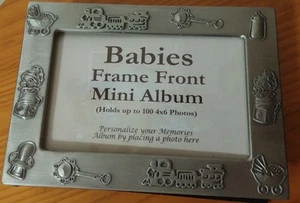 Babies
Frame Front
Mini Album
(Holds up to 100 4x6 Photos)
Personalize your Memories
Album by placing a photo here